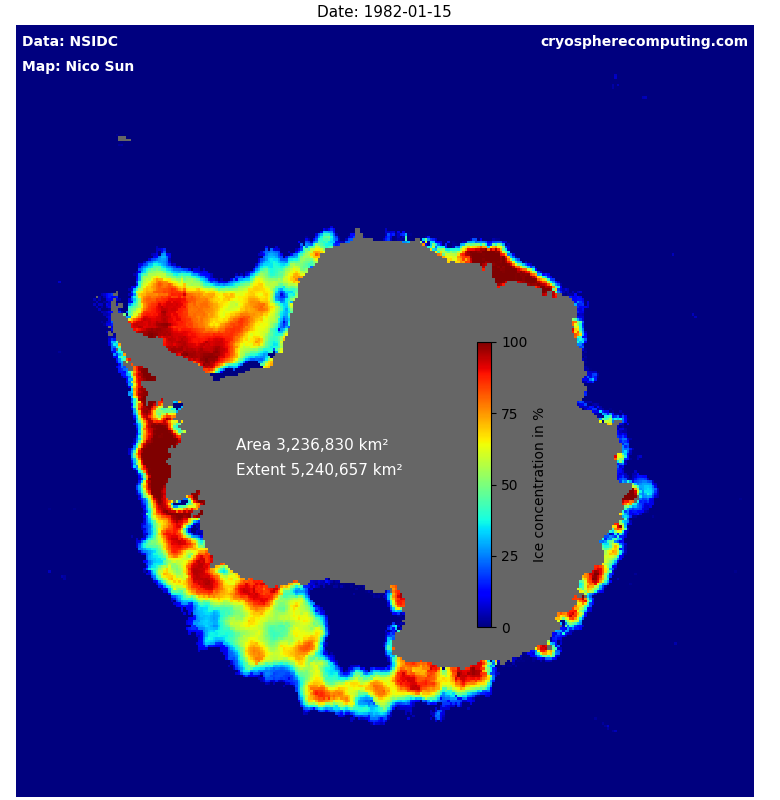 Date: 1982-01-15
Data: NSIDC
cryospherecomputing.com
Map: Nico Sun
100
75
50
25
0
Ice concentration in %
Area 3,236,830 km²
Extent 5,240,657 km²